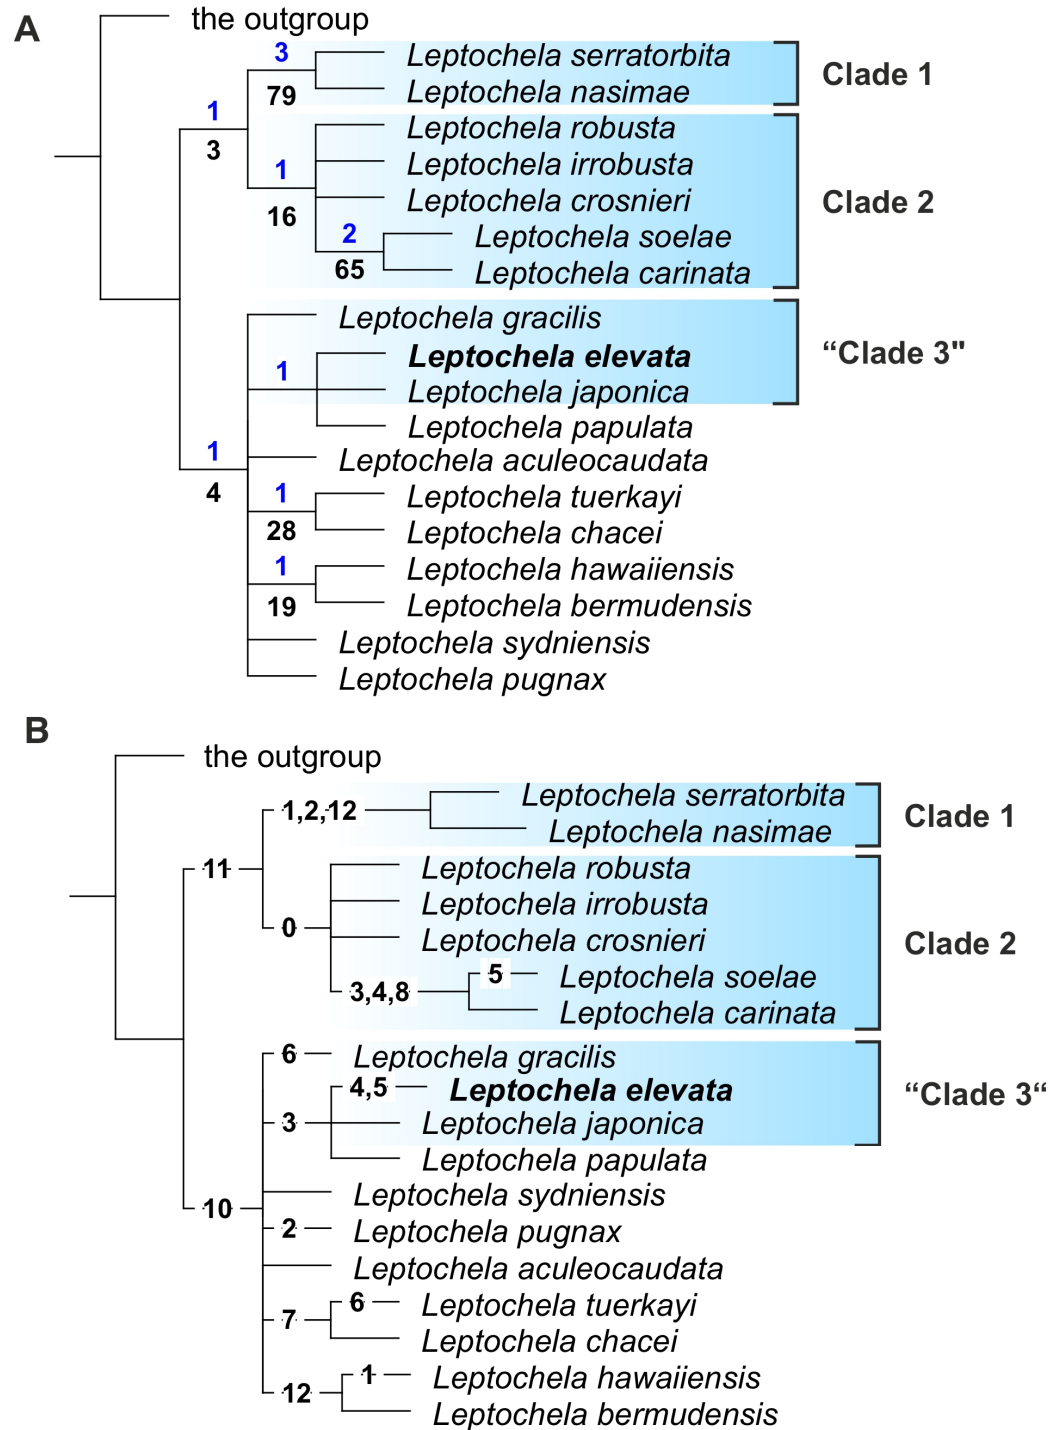 A
the outgroup
3
Leptochela serratorbita
Clade 1
79
Leptochela nasimae
1
3
Leptochela robusta
1
Leptochela irrobusta
16
Leptochela crosnieri
Clade 2
2
Leptochela soelae
65
Leptochela carinata
Leptochela gracilis
“Clade 3"
Leptochela elevata
1
Leptochela japonica
Leptochela papulata
1
4
Leptochela aculeocaudata
1
Leptochela tuerkayi
28
Leptochela chacei
1
Leptochela hawaiiensis
19
Leptochela bermudensis
Leptochela sydniensis
Leptochela pugnax
B
the outgroup
Leptochela serratorbita
1,2,12
Clade 1
Leptochela nasimae
11
Leptochela robusta
Leptochela irrobusta
0
Leptochela crosnieri
Clade 2
5
Leptochela soelae
3,4,8
Leptochela carinata
6
Leptochela gracilis
4,5
Leptochela elevata
“Clade 3“
3
Leptochela japonica
Leptochela papulata
Leptochela sydniensis
10
2
Leptochela pugnax
Leptochela aculeocaudata
6
Leptochela tuerkayi
7
Leptochela chacei
1
Leptochela hawaiiensis
12
Leptochela bermudensis